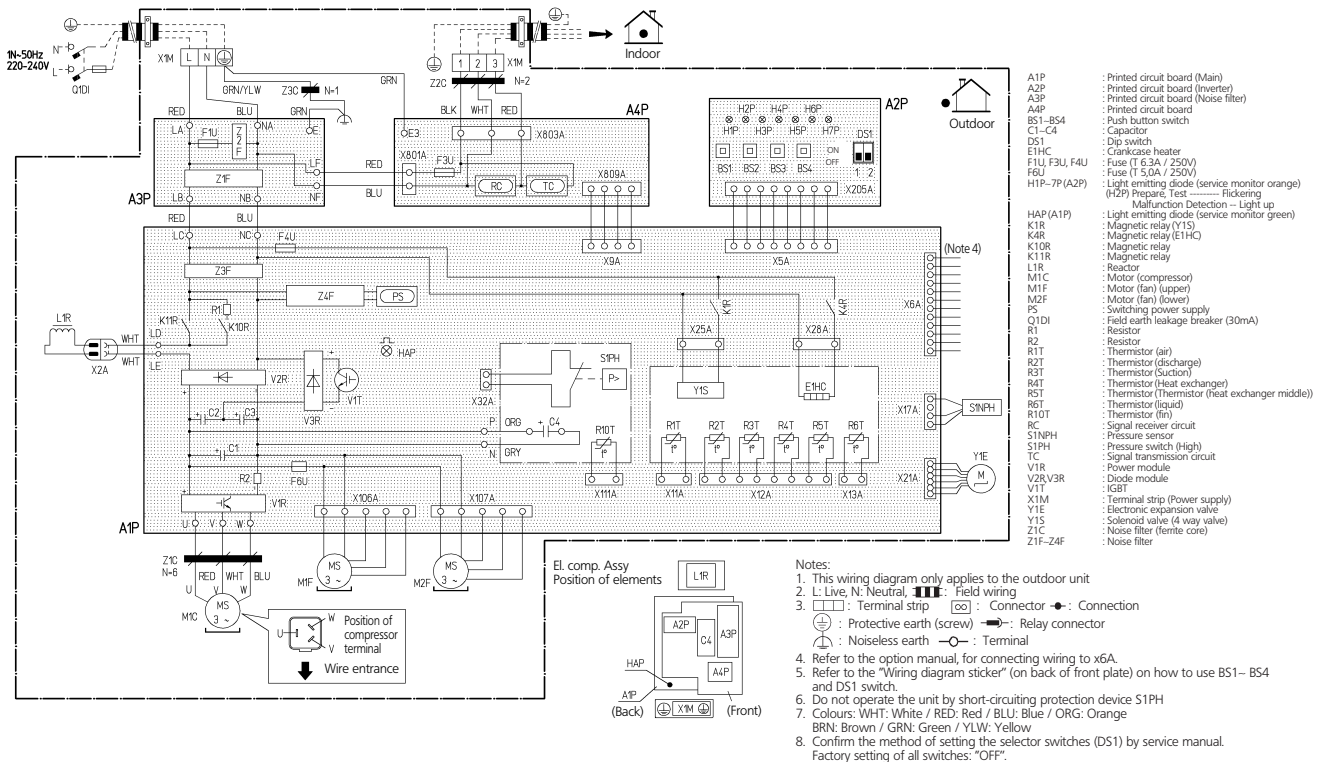 1N~50Hz
220-240V
N
L
Q1DI
X1M
L N
Indoor
1 2 3
X1M
Z2C
N=2
GRN
GRN/YLW
Z3C
N=1
GRN
RED
BLU
BLK
WHT
RED
A4P
A2P
Outdoor
LA
NA
E
F1U
Z2F
Z1F
LF
NF
LB
NB
A3P
RED
BLU
E3
X803A
X801A
F3U
RC
TC
X809A
H2P H4P H6P
H1P H3P H5P H7P
DS1
ON
OFF
1 2
BS1 BS2 BS3 BS4
X205A
RED
BLU
LC
NC
F4U
X9A
X5A
(Note 4)
Z3F
Z4F
PS
R1
K11R
K10R
K1R
K4R
X6A
L1R
WHT
LD
WHT
LE
X2A
HAP
X25A
X28A
S1PH
P>
V2R
V1T
V3R
X32A
Y1S
E1HC
X17A
S1NPH
C2
C3
P
ORG
C4
N
GRY
R10T
t°
R1T R2T R3T R4T R5T R6T
t° t° t° t° t° t°
C1
R2
F6U
Y1E
M
X21A
V1R
X106A
X107A
X111A
X11A
X12A
X13A
A1P
U V W
Z1C
N=6
RED WHT BLU
U V W
MS
3 ~
M1C
MS
3 ~
M1F
MS
3 ~
M2F
W
U
V
Position of
compressor
terminal
Wire entrance
El. comp. Assy
Position of elements
L1R
A2P
C4
A3P
A4P
HAP
A1P
(Back)
X1M
(Front)
A1P : Printed circuit board (Main)
A2P : Printed circuit board (Inverter)
A3P : Printed circuit board (Noise filter)
A4P : Printed circuit board
BS1~BS4 : Push button switch
C1~C4 : Capacitor
DS1 : Dip switch
E1HC : Crankcase heater
F1U, F3U, F4U : Fuse (T 6.3A / 250V)
F6U : Fuse (T 5,0A / 250V)
H1P~7P (A2P) : Light emitting diode (service monitor orange)
(H2P) Prepare, Test --------- Flickering
Malfunction Detection -- Light up
HAP (A1P) : Light emitting diode (service monitor green)
K1R : Magnetic relay (Y1S)
K4R : Magnetic relay (E1HC)
K10R : Magnetic relay
K11R : Magnetic relay
L1R : Reactor
M1C : Motor (compressor)
M1F : Motor (fan) (upper)
M2F : Motor (fan) (lower)
PS : Switching power supply
Q1DI : Field earth leakage breaker (30mA)
R1 : Resistor
R2 : Resistor
R1T : Thermistor (air)
R2T : Thermistor (discharge)
R3T : Thermistor (Suction)
R4T : Thermistor (Heat exchanger)
R5T : Thermistor (Thermistor (heat exchanger middle))
R6T : Thermistor (liquid)
R10T : Thermistor (fin)
RC : Signal receiver circuit
S1NPH : Pressure sensor
S1PH : Pressure switch (High)
TC : Signal transmission circuit
V1R : Power module
V2R,V3R : Diode module
V1T : IGBT
X1M : Terminal strip (Power supply)
Y1E : Electronic expansion valve
Y1S : Solenoid valve (4 way valve)
Z1C : Noise filter (ferrite core)
Z1F~Z4F : Noise filter
Notes:
1. This wiring diagram only applies to the outdoor unit
2. L: Live, N: Neutral, : Field wiring
3. : Terminal strip : Connector : Connection
: Protective earth (screw) : Relay connector
: Noiseless earth : Terminal
4. Refer to the option manual, for connecting wiring to x6A.
5. Refer to the "Wiring diagram sticker" (on back of front plate) on how to use BS1~ BS4
and DS1 switch.
6. Do not operate the unit by short-circuiting protection device S1PH
7. Colours: WHT: White / RED: Red / BLU: Blue / ORG: Orange
BRN: Brown / GRN: Green / YLW: Yellow
8. Confirm the method of setting the selector switches (DS1) by service manual.
Factory setting of all switches: "OFF".